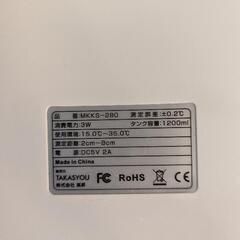 品　番：MKKS-280　測定誤差：±0.2℃
消費電力：3W　タンク容量：1200ml
使用環境：15.0℃~35.0℃
測定距離：2cm~8cm
電　源：DC5V 2A
Made in China
TAKASYOU
株式会社 高昇
FC CE RoHS